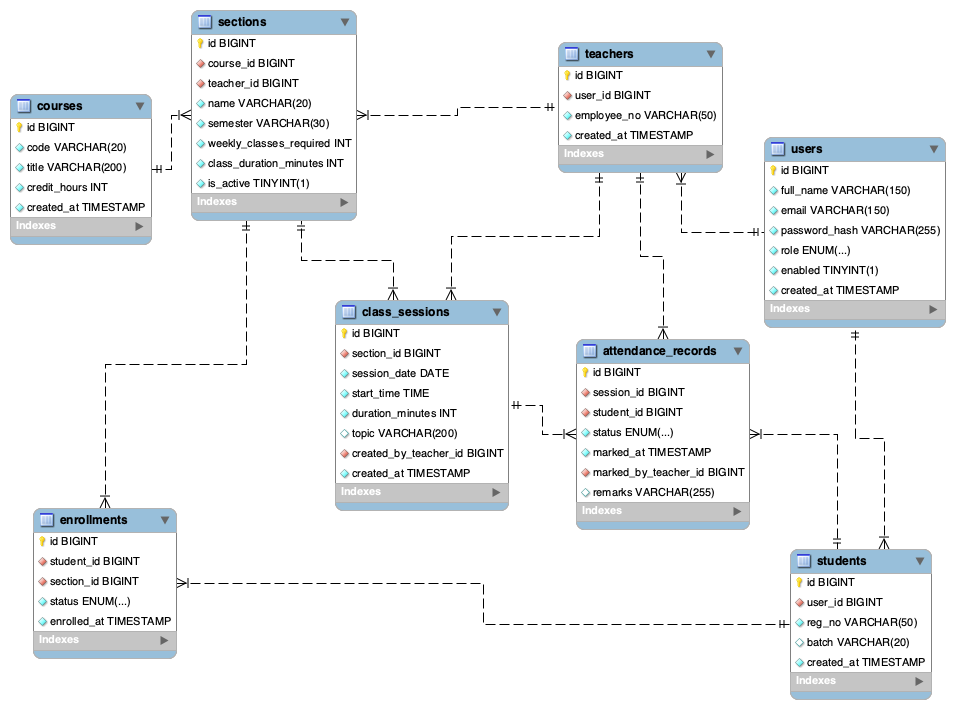 sections
id BIGINT
course_id BIGINT
teacher_id BIGINT
name VARCHAR(20)
semester VARCHAR(30)
weekly_classes_required INT
class_duration_minutes INT
is_active TINYINT(1)
Indexes
teachers
id BIGINT
user_id BIGINT
employee_no VARCHAR(50)
created_at TIMESTAMP
Indexes
courses
id BIGINT
code VARCHAR(20)
title VARCHAR(200)
credit_hours INT
created_at TIMESTAMP
Indexes
users
id BIGINT
full_name VARCHAR(150)
email VARCHAR(150)
password_hash VARCHAR(255)
role ENUM(...)
enabled TINYINT(1)
created_at TIMESTAMP
Indexes
class_sessions
id BIGINT
section_id BIGINT
session_date DATE
start_time TIME
duration_minutes INT
topic VARCHAR(200)
created_by_teacher_id BIGINT
created_at TIMESTAMP
Indexes
attendance_records
id BIGINT
session_id BIGINT
student_id BIGINT
status ENUM(...)
marked_at TIMESTAMP
marked_by_teacher_id BIGINT
remarks VARCHAR(255)
Indexes
enrollments
id BIGINT
student_id BIGINT
section_id BIGINT
status ENUM(...)
enrolled_at TIMESTAMP
Indexes
students
id BIGINT
user_id BIGINT
reg_no VARCHAR(50)
batch VARCHAR(20)
created_at TIMESTAMP
Indexes